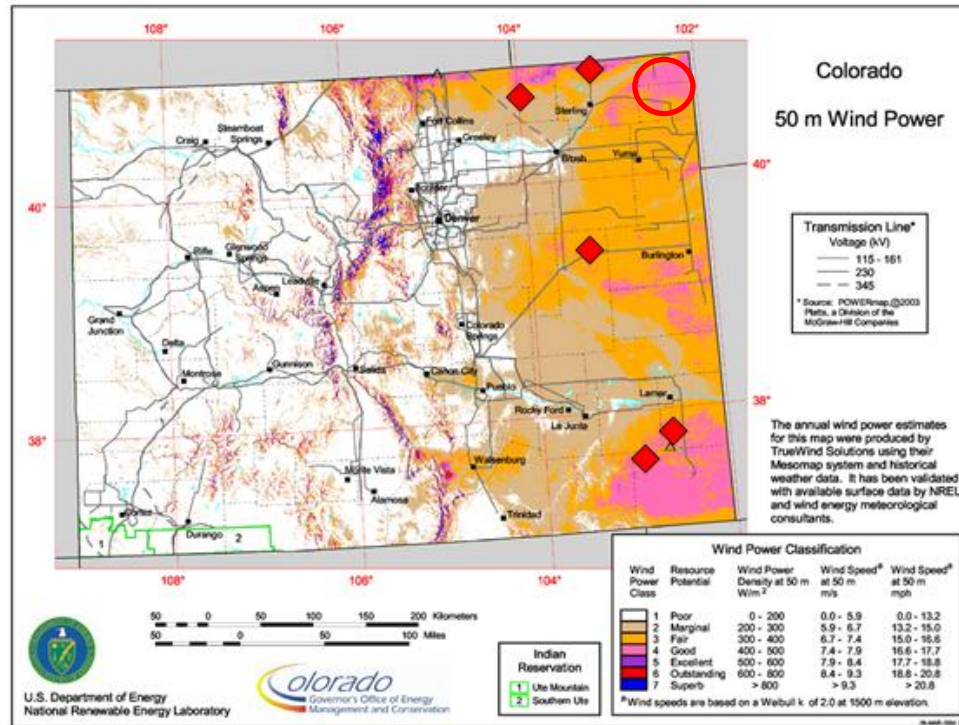 108° 106° 104° 102°
Colorado
50 m Wind Power
Sterling
Fort Collins
Steamboat
Springs
Craig
Greeley
Yuma
40°
Boulder
40°
Denver
Transmission Line*
Voltage (kV)
115 - 161
230
345
* Source: POWERmap,@2003
Platts, a Division of the
McGraw-Hill Companies
Rifle
Glenwood
Springs
Burlington
Leadville
Aspen
Grand
Junction
Colorado
Springs
Delta
Montrose
Gunnison
Salida
Canon City
Pueblo
Lamar
Rocky Ford
La Junta
38°
38°
The annual wind power estimates
for this map were produced by
TrueWind Solutions using their
Mesomap system and historical
weather data. It has been validated
with available surface data by NREL
and wind energy meteorological
consultants.
Walsenburg
Monte Vista
Alamosa
Trinidad
Cortez
Durango
1 2
108° 106° 104°
Wind Power Classification
Wind Power Class
Resource Potential
Wind Power Density at 50 m W/m 2
Wind Speed a at 50 m m/s
Wind Speed a at 50 m mph
1 Poor 0 - 200 0.0 - 5.9 0.0 - 13.2
2 Marginal 200 - 300 5.9 - 6.7 13.2 - 15.0
3 Fair 300 - 400 6.7 - 7.4 15.0 - 16.6
4 Good 400 - 500 7.4 - 7.9 16.6 - 17.7
5 Excellent 500 - 600 7.9 - 8.4 17.7 - 18.8
6 Outstanding 600 - 800 8.4 - 9.3 18.8 - 20.8
7 Superb > 800 > 9.3 > 20.8
a Wind speeds are based on a Weibull k of 2.0 at 1500 m elevation.
50 0 50 100 150 200 Kilometers
50 0 50 100 Miles
Indian
Reservation
1 Ute Mountain
2 Southern Ute
U.S. Department of Energy
National Renewable Energy Laboratory
Colorado
Governor's Office of Energy
Management and Conservation